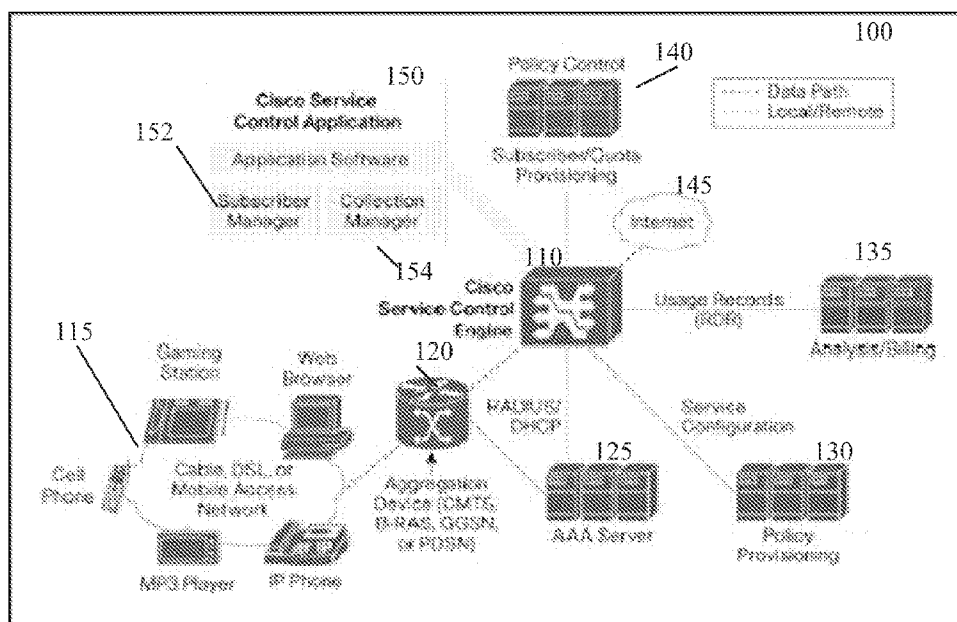 100
150
Cisco Service
Control Application
Application Software
152
Subscriber
Manager
Collection
Manager
154
Policy Control
140
Subscriber/Quota
Provisioning
Data Path
Local/Remote
145
Internet
110
Cisco
Service Control
Engine
Usage Records
(RDR)
135
Analysis/Billing
115
Gaming
Station
Web
Browser
120
RADIUS/
DHCP
Service
Configuration
Cell
Phone
Cable, DSL, or
Mobile Access
Network
Aggregation
Device (CMTS,
B-RAS, GGSN,
or PDSN)
125
AAA Server
130
Policy
Provisioning
MP3 Player
IP Phone